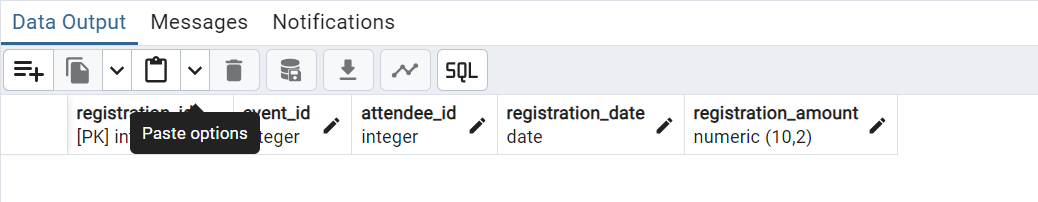 Data Output Messages Notifications
SQL
registration_id event_id attendee_id registration_date registration_amount
Paste options
[PK] integer integer date numeric (10,2)